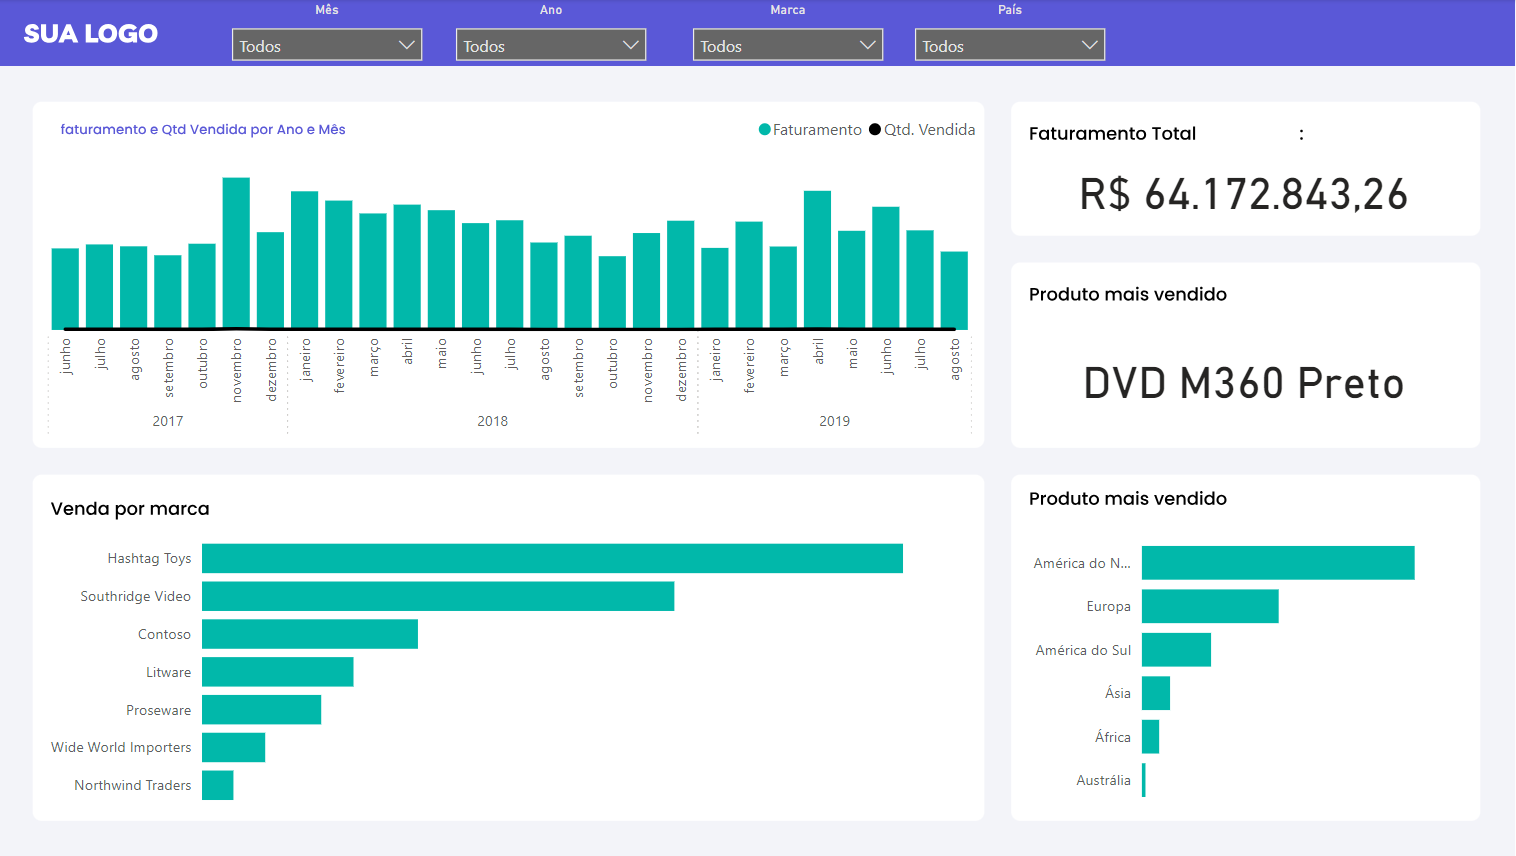 Mês
Ano
Marca
País
SUA LOGO
Todos
Todos
Todos
Todos
faturamento e Qtd Vendida por Ano e Mês
Faturamento
Qtd. Vendida
junho
julho
agosto
setembro
outubro
novembro
dezembro
janeiro
fevereiro
março
abril
maio
junho
julho
agosto
setembro
outubro
novembro
dezembro
janeiro
fevereiro
março
abril
maio
junho
julho
agosto
2017
2018
2019
Faturamento Total :
R$ 64.172.843,26
Produto mais vendido
DVD M360 Preto
Venda por marca
Hashtag Toys
Southridge Video
Contoso
Litware
Proseware
Wide World Importers
Northwind Traders
Produto mais vendido
América do N...
Europa
América do Sul
Ásia
África
Austrália